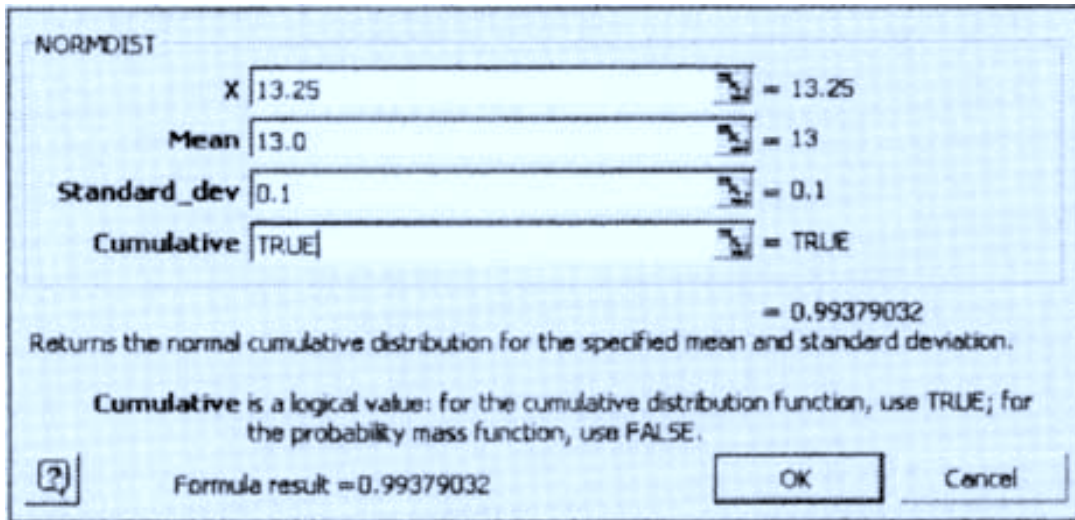 NORMDIST
X 13.25 = 13.25
Mean 13.0 = 13
Standard_dev 0.1 = 0.1
Cumulative TRUE = TRUE
= 0.99379032
Returns the normal cumulative distribution for the specified mean and standard deviation.
Cumulative is a logical value: for the cumulative distribution function, use TRUE; for
the probability mass function, use FALSE.
? Formula result =0.99379032 OK Cancel